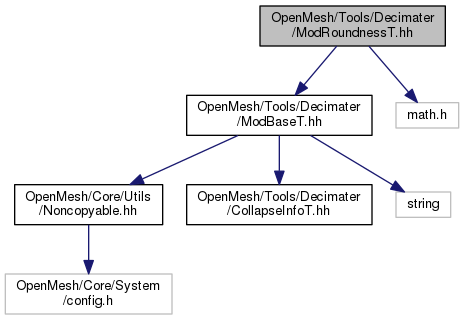 OpenMesh/Tools/Decimater
/ModRoundnessT.hh
OpenMesh/Tools/Decimater
/ModBaseT.hh
math.h
OpenMesh/Core/Utils
/Noncopyable.hh
OpenMesh/Tools/Decimater
/CollapseInfoT.hh
string
OpenMesh/Core/System
/config.h